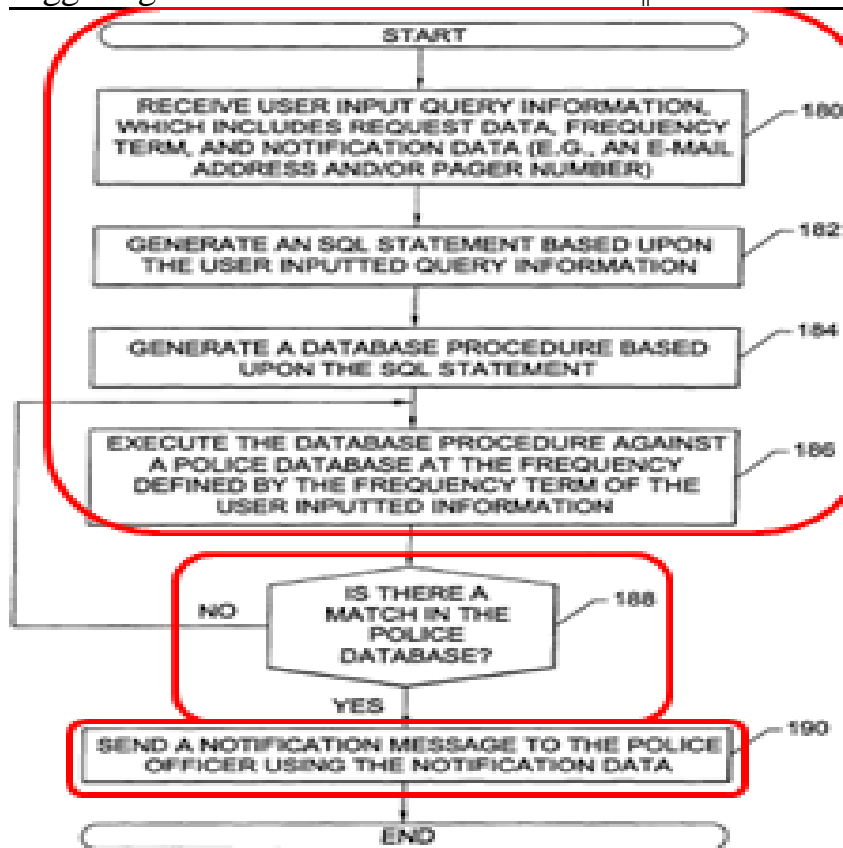 START
RECEIVE USER INPUT QUERY INFORMATION,
WHICH INCLUDES REQUEST DATA, FREQUENCY
TERM, AND NOTIFICATION DATA (E.G., AN E-MAIL
ADDRESS AND/OR PAGER NUMBER)
180
GENERATE AN SQL STATEMENT BASED UPON
THE USER INPUTTED QUERY INFORMATION
182
GENERATE A DATABASE PROCEDURE BASED
UPON THE SQL STATEMENT
184
EXECUTE THE DATABASE PROCEDURE AGAINST
A POLICE DATABASE AT THE FREQUENCY
DEFINED BY THE FREQUENCY TERM OF THE
USER INPUTTED INFORMATION
186
IS THERE A
MATCH IN THE
POLICE
DATABASE?
188
NO
YES
SEND A NOTIFICATION MESSAGE TO THE POLICE
OFFICER USING THE NOTIFICATION DATA
190
END